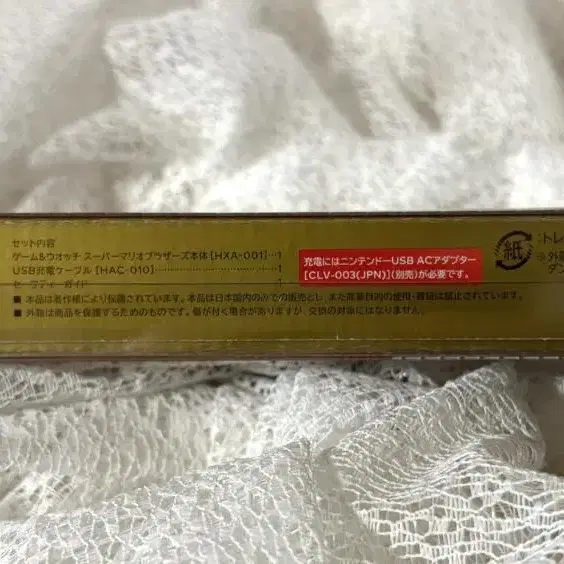 セット内容
ゲーム&ウオッチ スーパーマリオブラザーズ本体 [HXA-001]…1
USB充電ケーブル [HAC-010]……………………1
セーフティーガイド……1
■ 本品は著作権により保護されています。本品は日本国内のみでの販売とし、また商業目的の使用・賃貸は禁止されています。
■ 外箱は商品を保護するためのものです。傷が付く場合がありますが、交換の対象にはなりません。
充電にはニンテンドーUSB ACアダプター
[CLV-003(JPN)](別売)が必要です。
紙
:トレ
※外
ダン